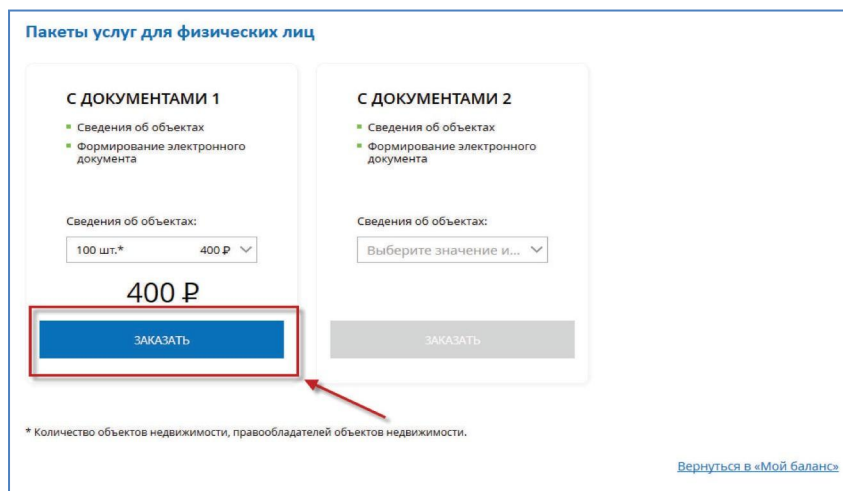 Пакеты услуг для физических лиц
С ДОКУМЕНТАМИ 1
Сведения об объектах
Формирование электронного
документа
Сведения об объектах:
100 шт.* 400 ₽
400 ₽
ЗАКАЗАТЬ
С ДОКУМЕНТАМИ 2
Сведения об объектах
Формирование электронного
документа
Сведения об объектах:
Выберите значение и...
ЗАКАЗАТЬ
* Количество объектов недвижимости, правообладателей объектов недвижимости.
Вернуться в «Мой баланс»